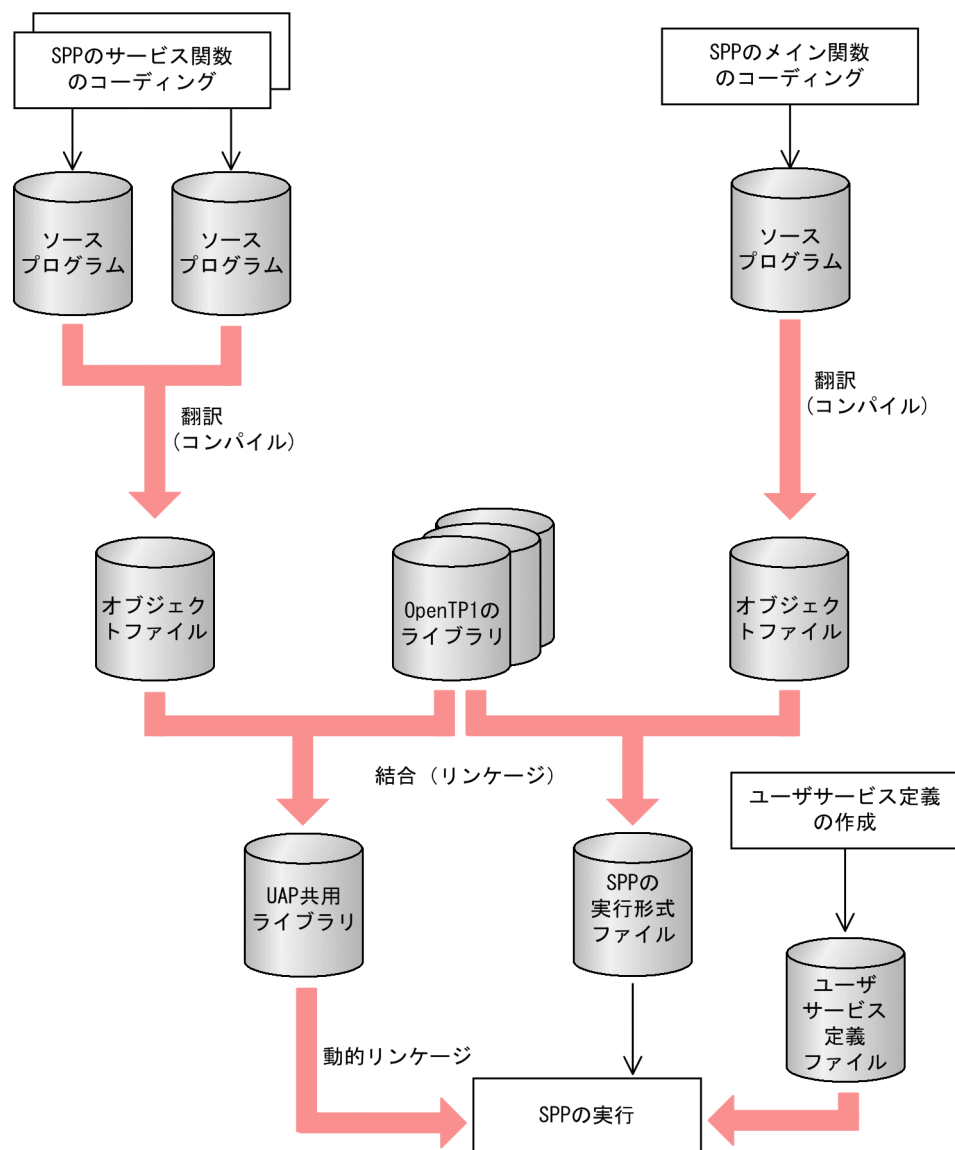 SPPのサービス関数
のコーディング
SPPのメイン関数
のコーディング
ソース
プログラム
ソース
プログラム
ソース
プログラム
翻訳
(コンパイル)
翻訳
(コンパイル)
オブジェク
トファイル
OpenTP1の
ライブラリ
オブジェク
トファイル
結合（リンケージ）
ユーザサービス定義
の作成
UAP共用
ライブラリ
SPPの
実行形式
ファイル
ユーザ
サービス
定義
ファイル
動的リンケージ
SPPの実行